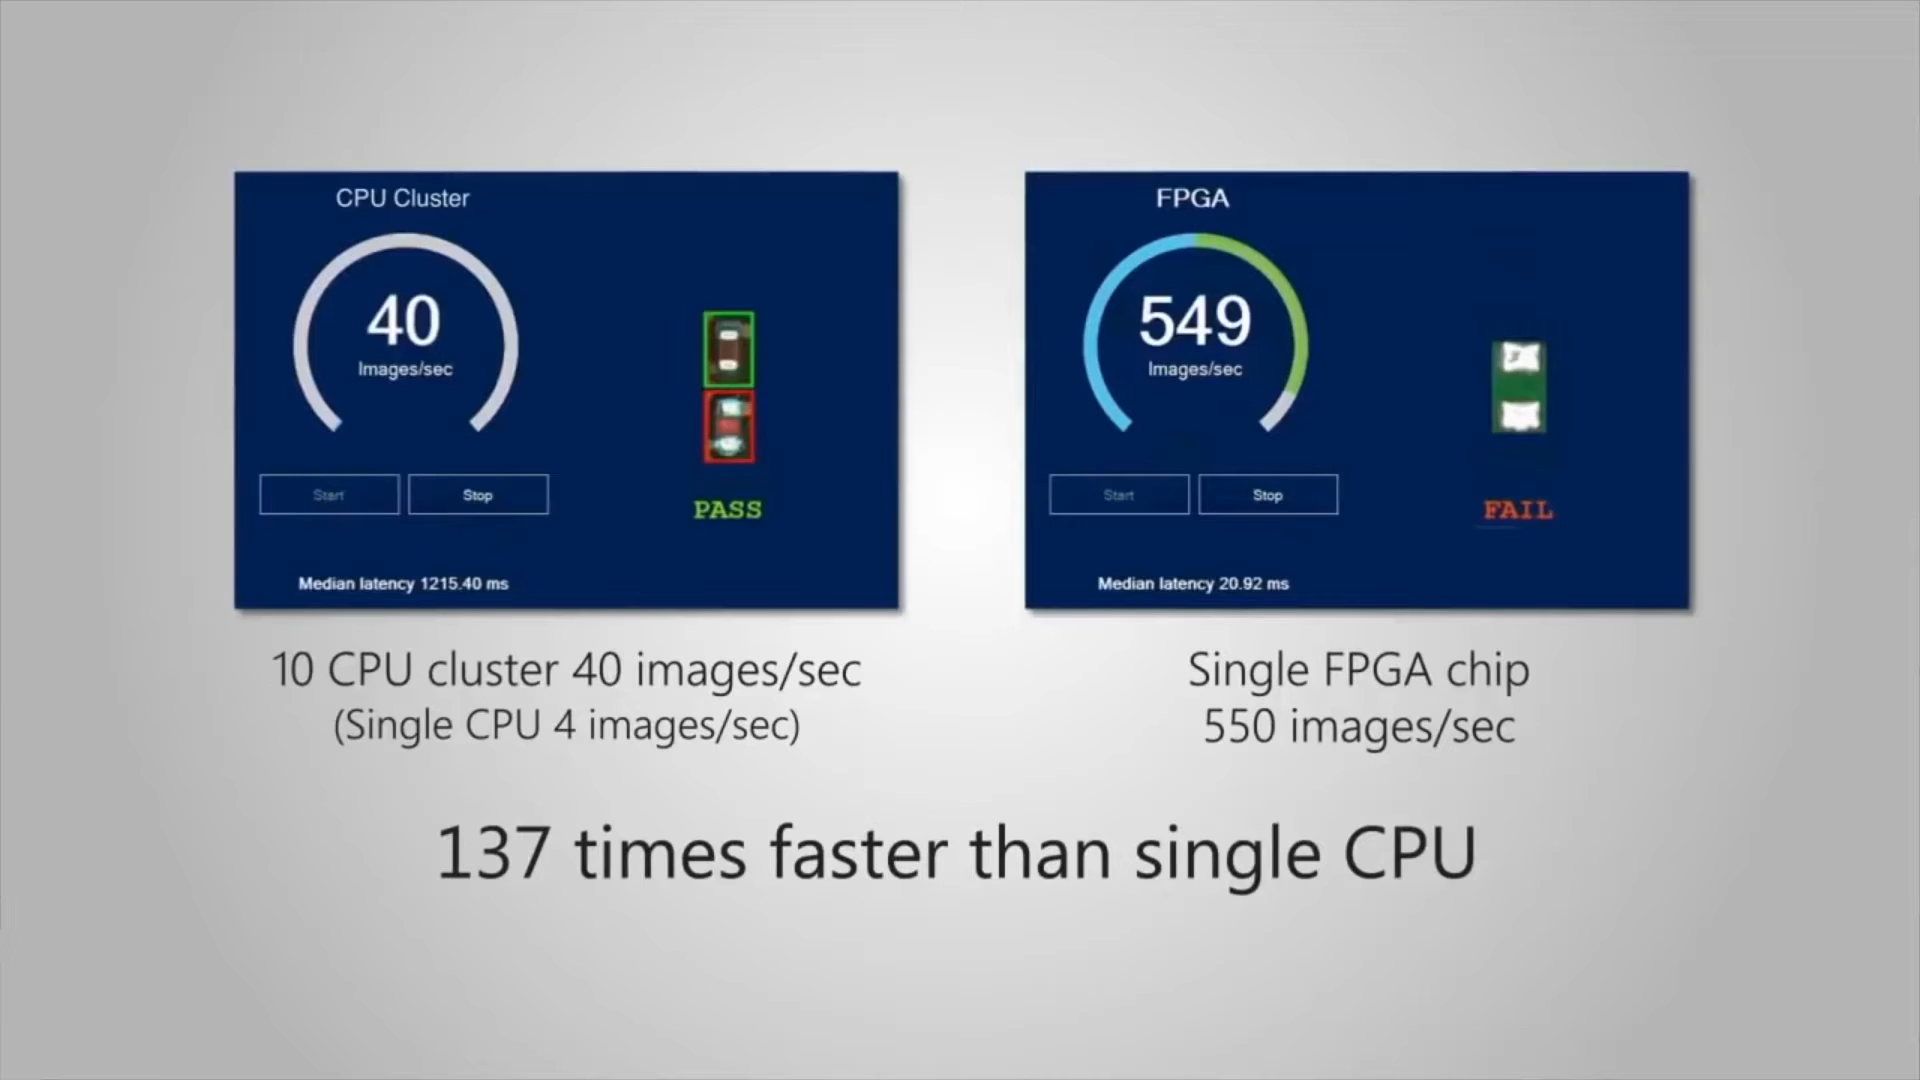 CPU Cluster
40
Images/sec
Start
Stop
PASS
Median latency 1215.40 ms
FPGA
549
Images/sec
Start
Stop
FAIL
Median latency 20.92 ms
10 CPU cluster 40 images/sec
(Single CPU 4 images/sec)
Single FPGA chip
550 images/sec
137 times faster than single CPU